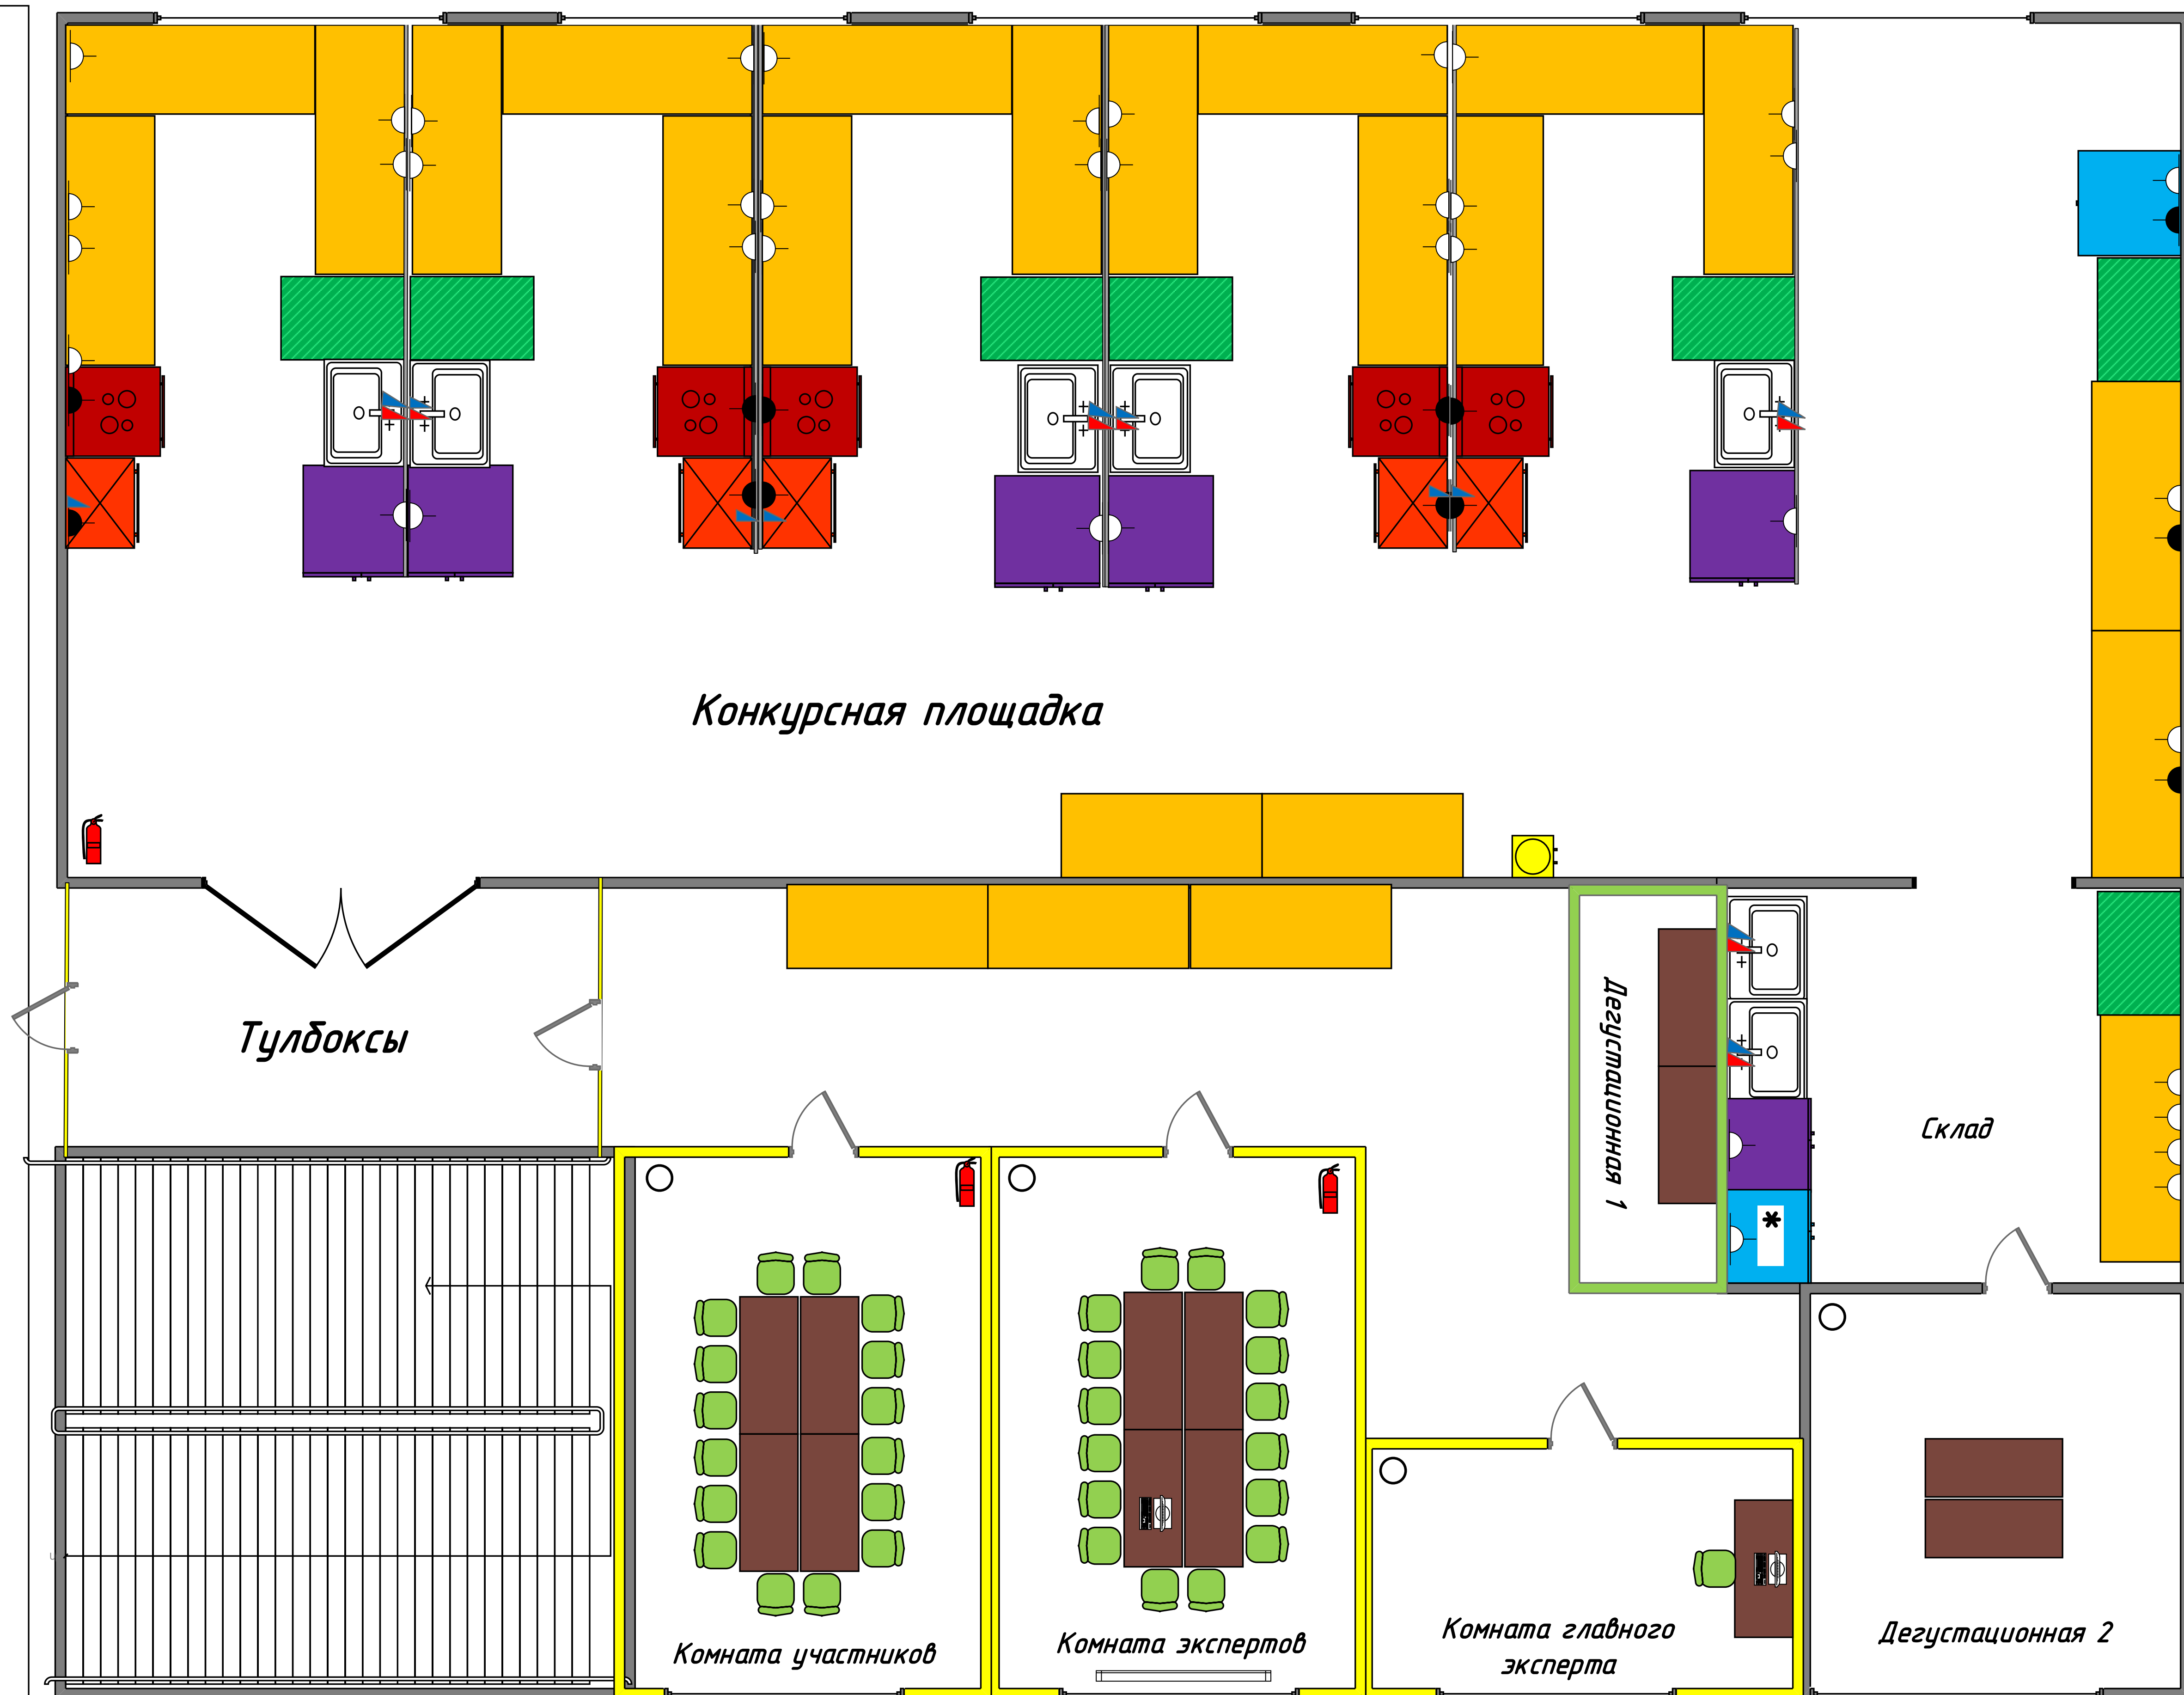 Конкурсная площадка
Тулбоксы
Дегустационная 1
Склад
Комната участников
Комната экспертов
Комната главного
эксперта
Дегустационная 2